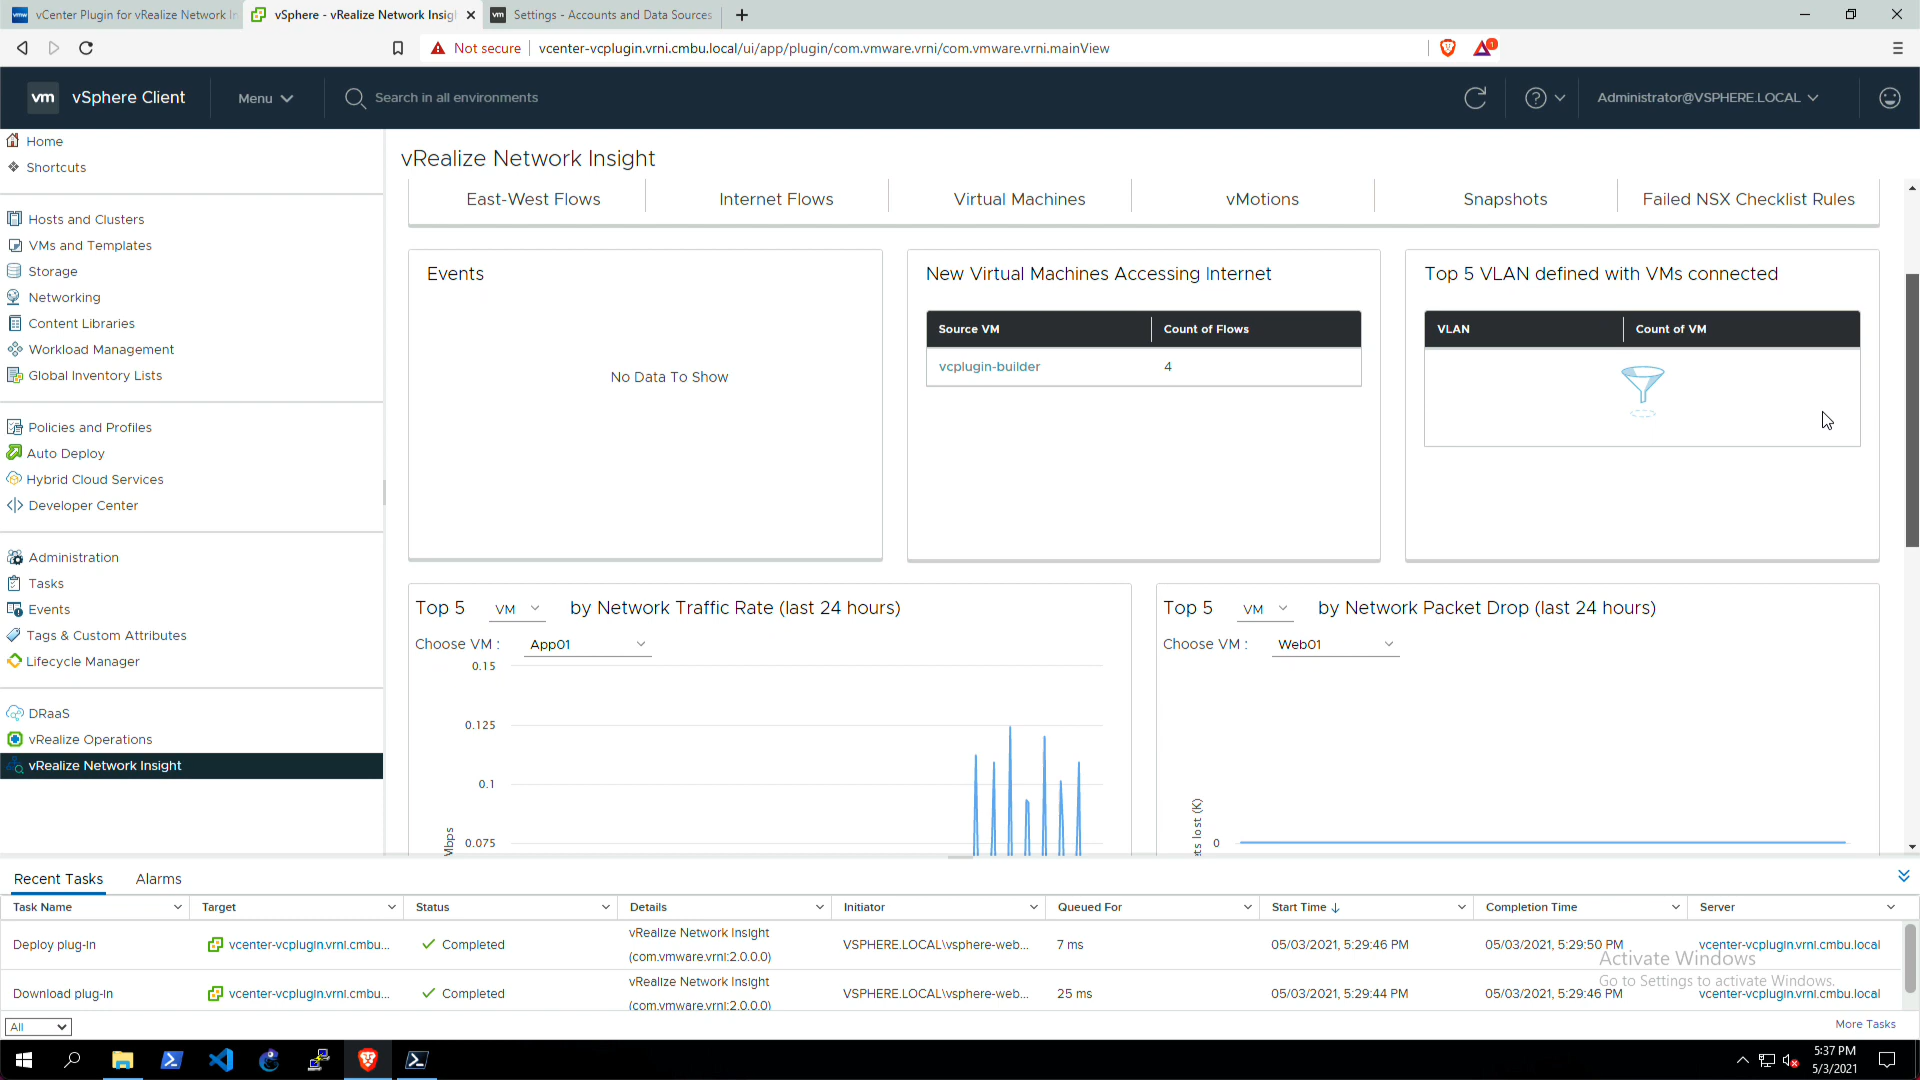 vCenter Plugin for vRealize Network In
vSphere - vRealize Network Insig
Settings - Accounts and Data Sources
Not secure
vcenter-vcplugin.vrni.cmbu.local/ui/app/plugin/com.vmware.vrni/com.vmware.vrni.mainView
1
vm vSphere Client
Menu
Search in all environments
Administrator@VSPHERE.LOCAL
Home
Shortcuts
Hosts and Clusters
VMs and Templates
Storage
Networking
Content Libraries
Workload Management
Global Inventory Lists
Policies and Profiles
Auto Deploy
Hybrid Cloud Services
Developer Center
Administration
Tasks
Events
Tags & Custom Attributes
Lifecycle Manager
DRaaS
vRealize Operations
vRealize Network Insight
vRealize Network Insight
East-West Flows
Internet Flows
Virtual Machines
vMotions
Snapshots
Failed NSX Checklist Rules
Events
No Data To Show
New Virtual Machines Accessing Internet
Source VM Count of Flows
vcplugin-builder 4
Top 5 VLAN defined with VMs connected
VLAN Count of VM
Top 5 VM by Network Traffic Rate (last 24 hours)
Choose VM : App01
0.15
0.125
0.1
0.075
Mbps
Top 5 VM by Network Packet Drop (last 24 hours)
Choose VM : Web01
ets lost (K)
0
Recent Tasks Alarms
Task Name Target Status Details Initiator Queued For Start Time Completion Time Server
Deploy plug-in vcenter-vcplugin.vrni.cmbu... Completed vRealize Network Insight (com.vmware.vrni:2.0.0.0) VSPHERE.LOCAL\vsphere-web... 7 ms 05/03/2021, 5:29:46 PM 05/03/2021, 5:29:50 PM vcenter-vcplugin.vrni.cmbu.local
Download plug-in vcenter-vcplugin.vrni.cmbu... Completed vRealize Network Insight (com.vmware.vrni:2.0.0.0) VSPHERE.LOCAL\vsphere-web... 25 ms 05/03/2021, 5:29:44 PM 05/03/2021, 5:29:46 PM vcenter-vcplugin.vrni.cmbu.local
Activate Windows
Go to Settings to activate Windows.
All
More Tasks
5:37 PM
5/3/2021